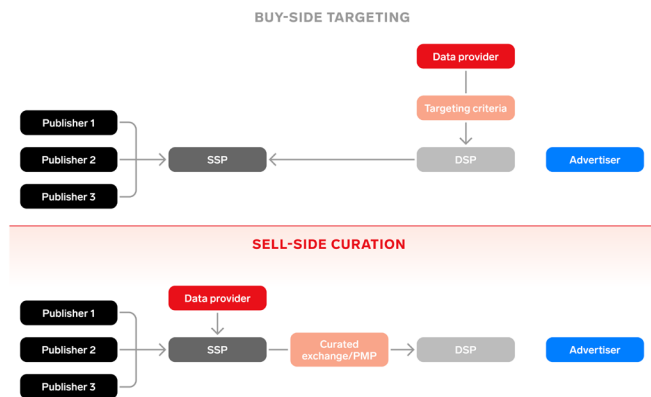 BUY-SIDE TARGETING
Data provider
Targeting criteria
Publisher 1
Publisher 2
SSP
DSP
Advertiser
Publisher 3
SELL-SIDE CURATION
Data provider
Publisher 1
Publisher 2
SSP
Curated
exchange/PMP
DSP
Advertiser
Publisher 3